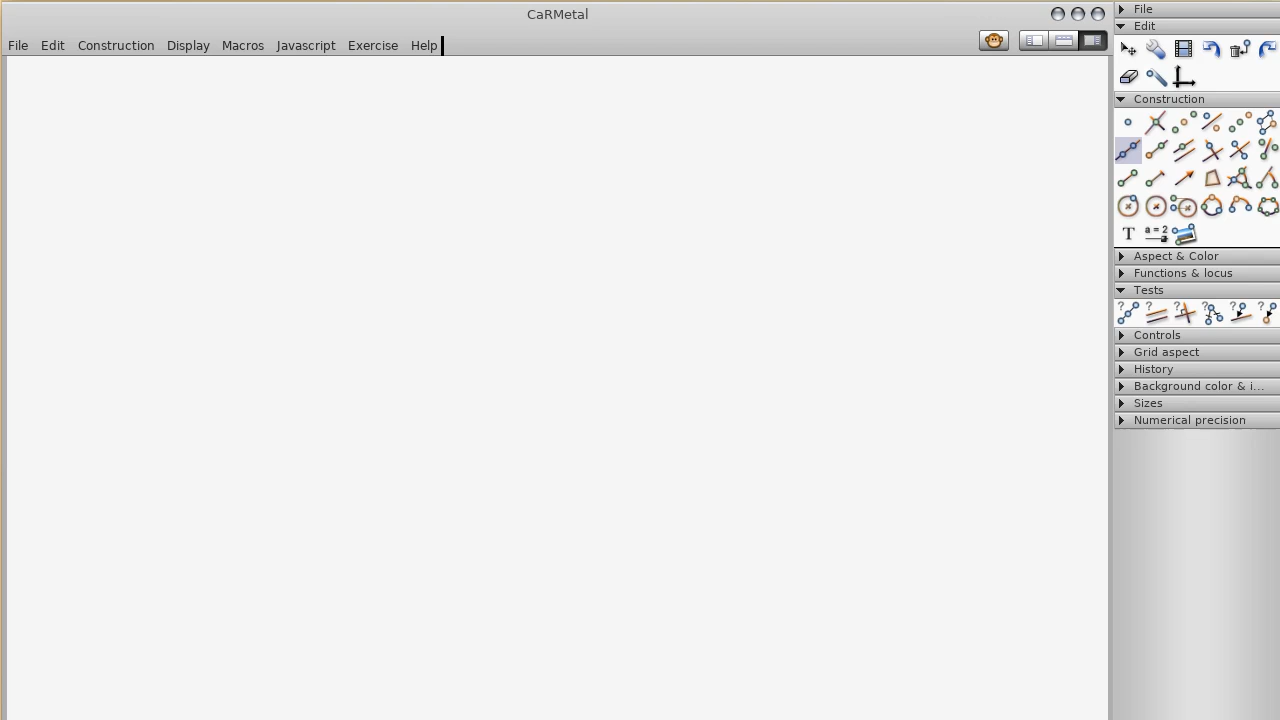 CaRMetal
File Edit Construction Display Macros Javascript Exercise Help
File
Edit
Construction
T a = 2
Aspect & Color
Functions & locus
Tests
? ? ? ? ? ?
Controls
Grid aspect
History
Background color & i...
Sizes
Numerical precision